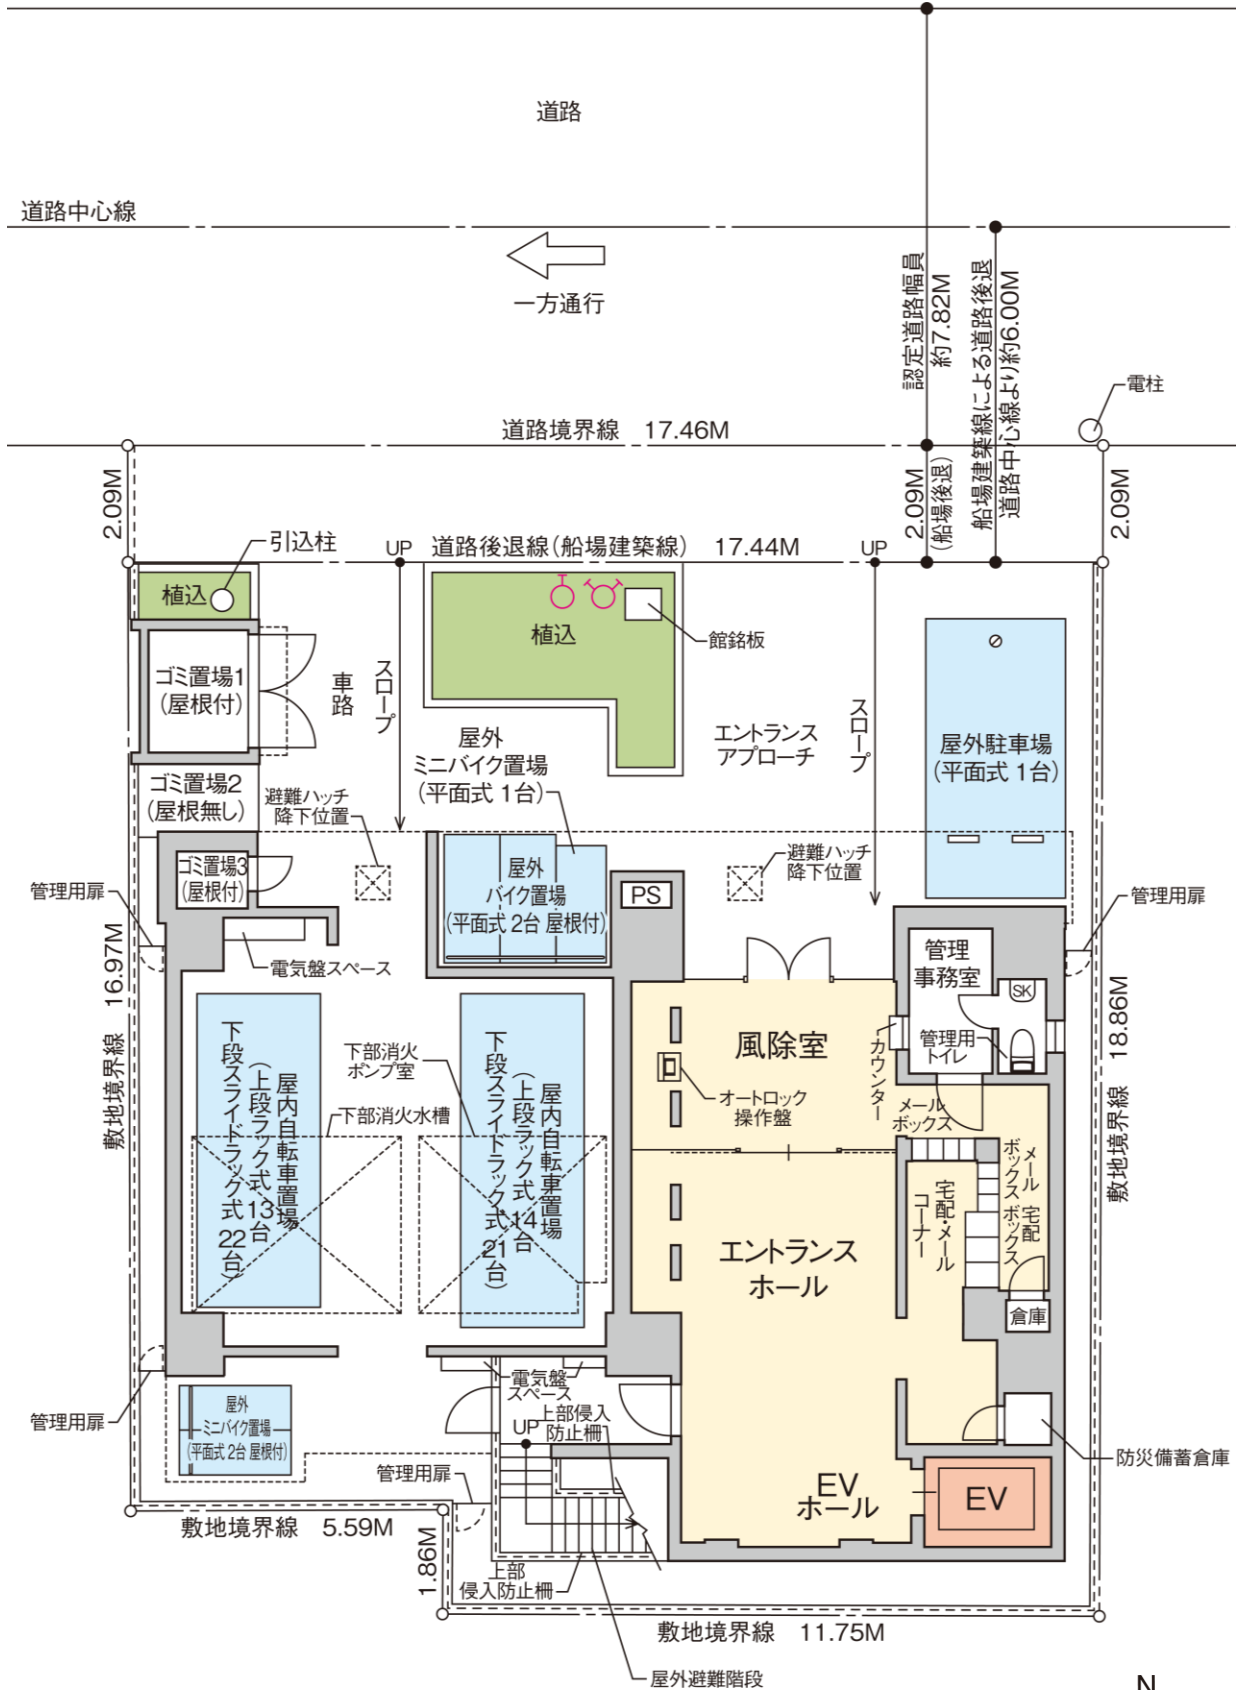 道路
道路中心線
一方通行
認定道路幅員
約7.82M
船場建築線による道路後退
道路中心線より約6.00M
電柱
道路境界線 17.46M
2.09M
2.09M
(船場後退)
2.09M
引込柱
UP
道路後退線(船場建築線) 17.44M
UP
植込
植込
館銘板
ゴミ置場1
(屋根付)
車路
スロープ
屋外
ミニバイク置場
(平面式 1台)
エントランス
アプローチ
スロープ
屋外駐車場
(平面式 1台)
ゴミ置場2
(屋根無し)
避難ハッチ
降下位置
ゴミ置場3
(屋根付)
屋外
バイク置場
(平面式 2台 屋根付)
PS
避難ハッチ
降下位置
管理用扉
管理用扉
電気盤スペース
管理
事務室
SK
管理用
トイレ
カウンター
風除室
オートロック
操作盤
敷地境界線 16.97M
敷地境界線 18.86M
屋内自転車置場
(上段ラック式 13台
下段スライドラック式 22台)
下部消火
ポンプ室
下部消火水槽
屋内自転車置場
(上段ラック式 14台
下段スライドラック式 21台)
メール
ボックス
メール
ボックス
宅配
ボックス
宅配・メール
コーナー
エントランス
ホール
倉庫
管理用扉
屋外
ミニバイク置場
(平面式 2台 屋根付)
電気盤
スペース
UP
上部侵入
防止柵
管理用扉
防災備蓄倉庫
EV
ホール
EV
敷地境界線 5.59M
1.86M
上部
侵入防止柵
敷地境界線 11.75M
屋外避難階段
N